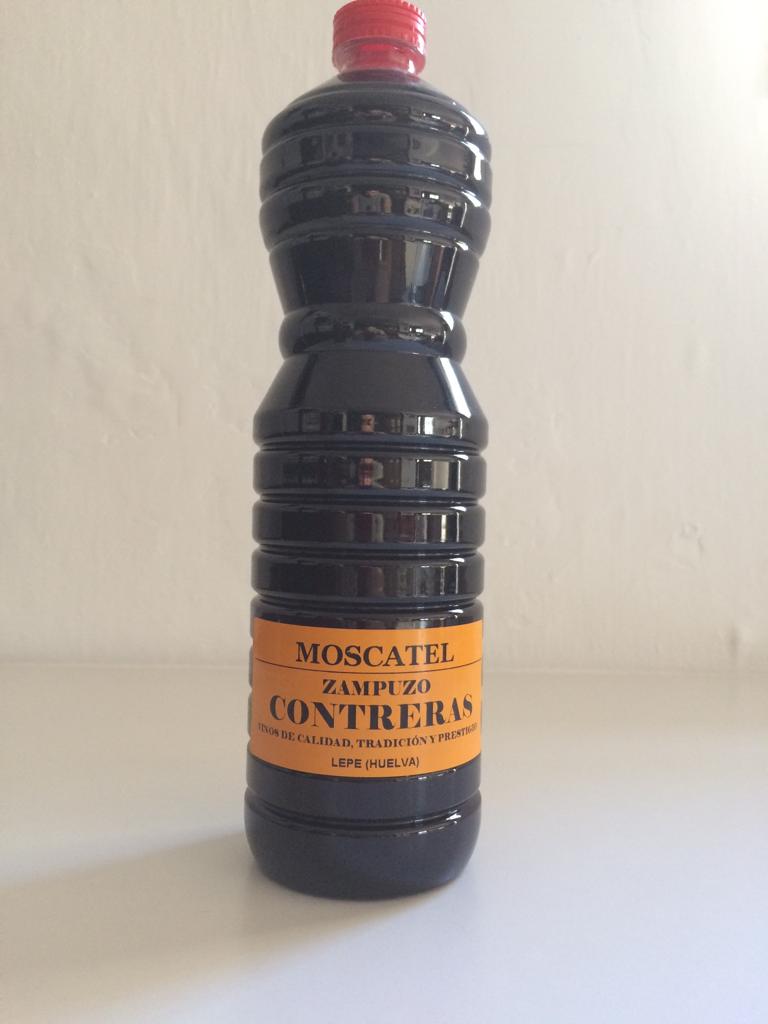 MOSCATEL
ZAMPUZO
CONTRERAS
VINOS DE CALIDAD, TRADICIÓN Y PRESTIGIO
LEPE (HUELVA)